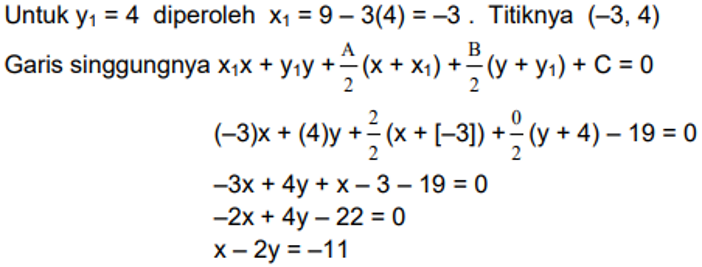 Untuk y₁ = 4 diperoleh x₁ = 9 – 3(4) = –3 . Titiknya (–3, 4)
Garis singgungnya x₁x + y₁y + A/2 (x + x₁) + B/2 (y + y₁) + C = 0
(–3)x + (4)y + 2/2 (x + [–3]) + 0/2 (y + 4) – 19 = 0
–3x + 4y + x – 3 – 19 = 0
–2x + 4y – 22 = 0
x – 2y = –11